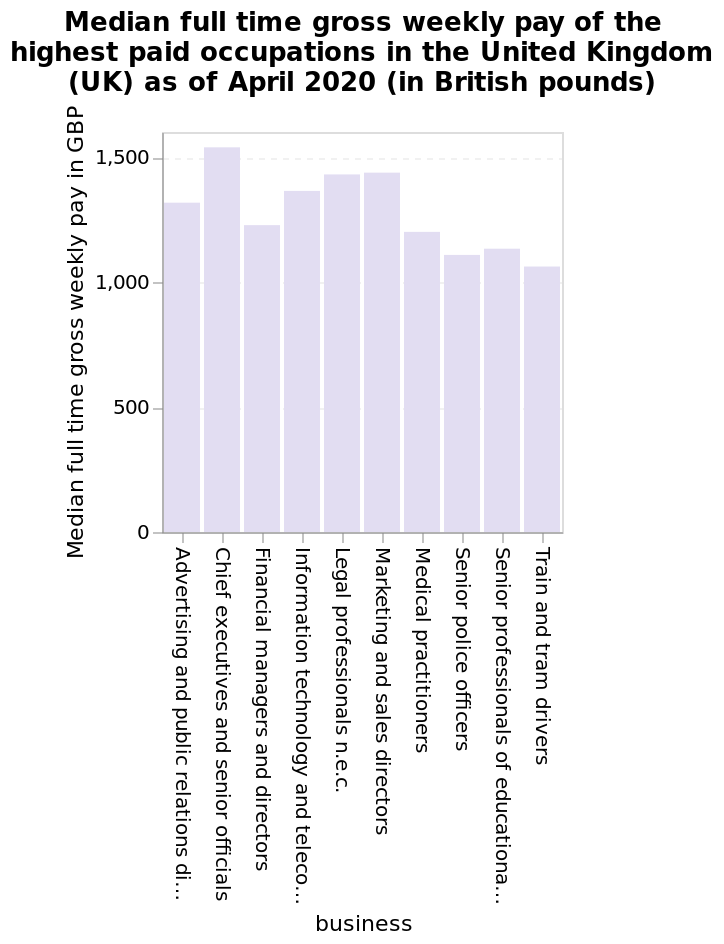 Median full time gross weekly pay of the
highest paid occupations in the United Kingdom
(UK) as of April 2020 (in British pounds)
Median full time gross weekly pay in GBP
1,500
1,000
500
0
Advertising and public relations di...
Chief executives and senior officials
Financial managers and directors
Information technology and teleco...
Legal professionals n.e.c.
Marketing and sales directors
Medical practitioners
Senior police officers
Senior professionals of educationa...
Train and tram drivers
business